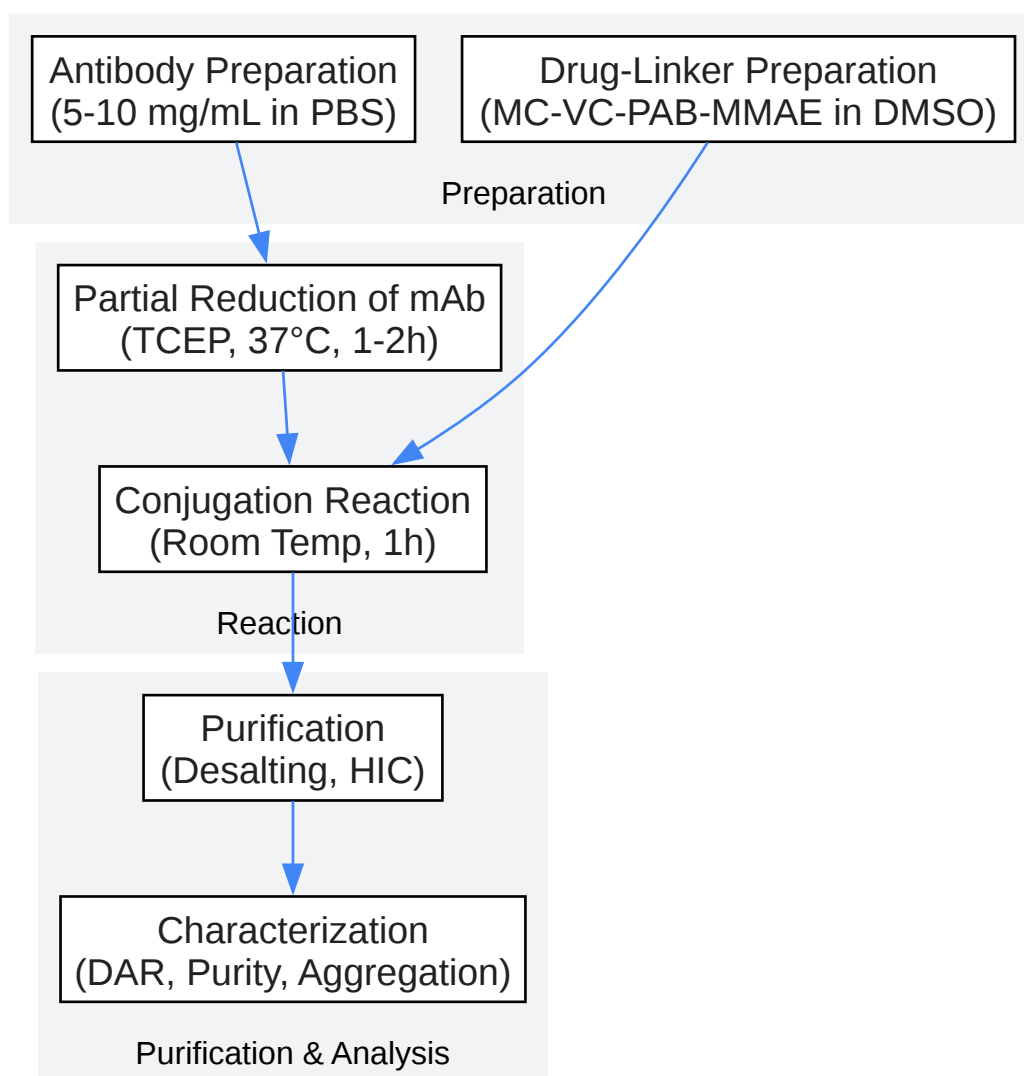 Antibody Preparation
(5-10 mg/mL in PBS)
Drug-Linker Preparation
(MC-VC-PAB-MMAE in DMSO)
Preparation
Partial Reduction of mAb
(TCEP, 37°C, 1-2h)
Conjugation Reaction
(Room Temp, 1h)
Reaction
Purification
(Desalting, HIC)
Characterization
(DAR, Purity, Aggregation)
Purification & Analysis